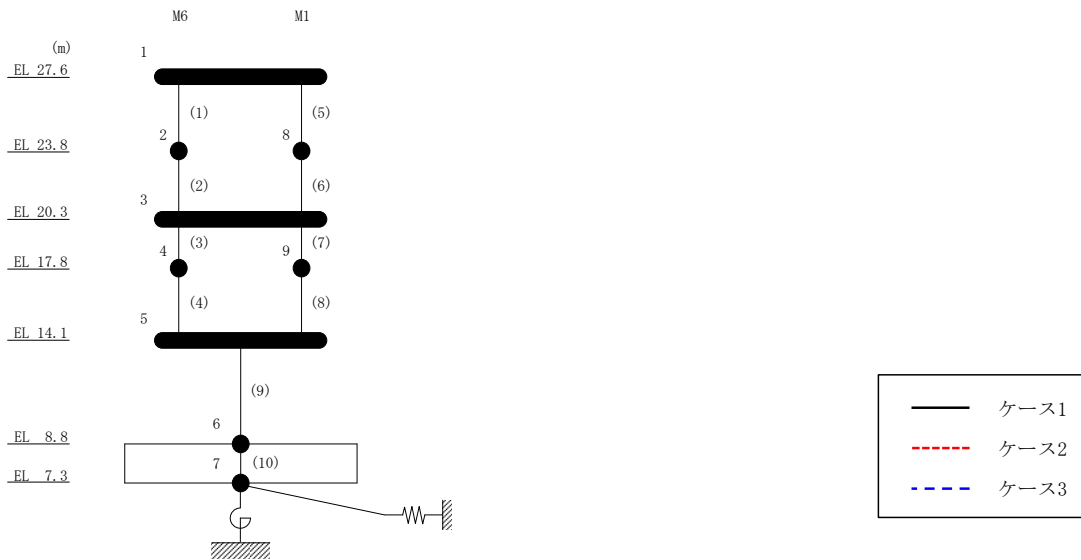 M6 M1
(m)
1
EL 27.6
(1) (5)
2 8
EL 23.8
(2) (6)
3
EL 20.3
(3) (7)
4 9
EL 17.8
(4) (8)
5
EL 14.1
(9)
6
EL 8.8
7 (10)
EL 7.3
ケース1
ケース2
ケース3